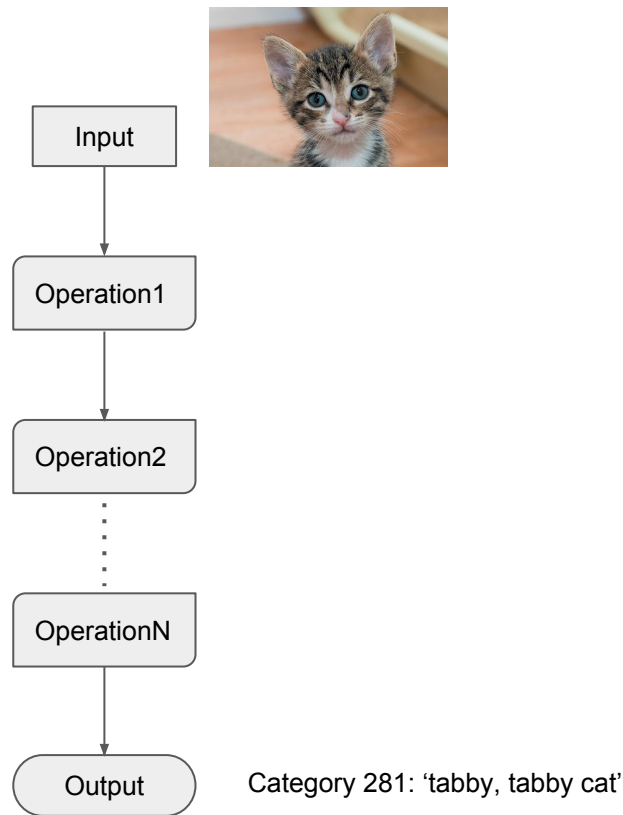 Input
Operation1
Operation2
OperationN
Output
Category 281: ‘tabby, tabby cat’